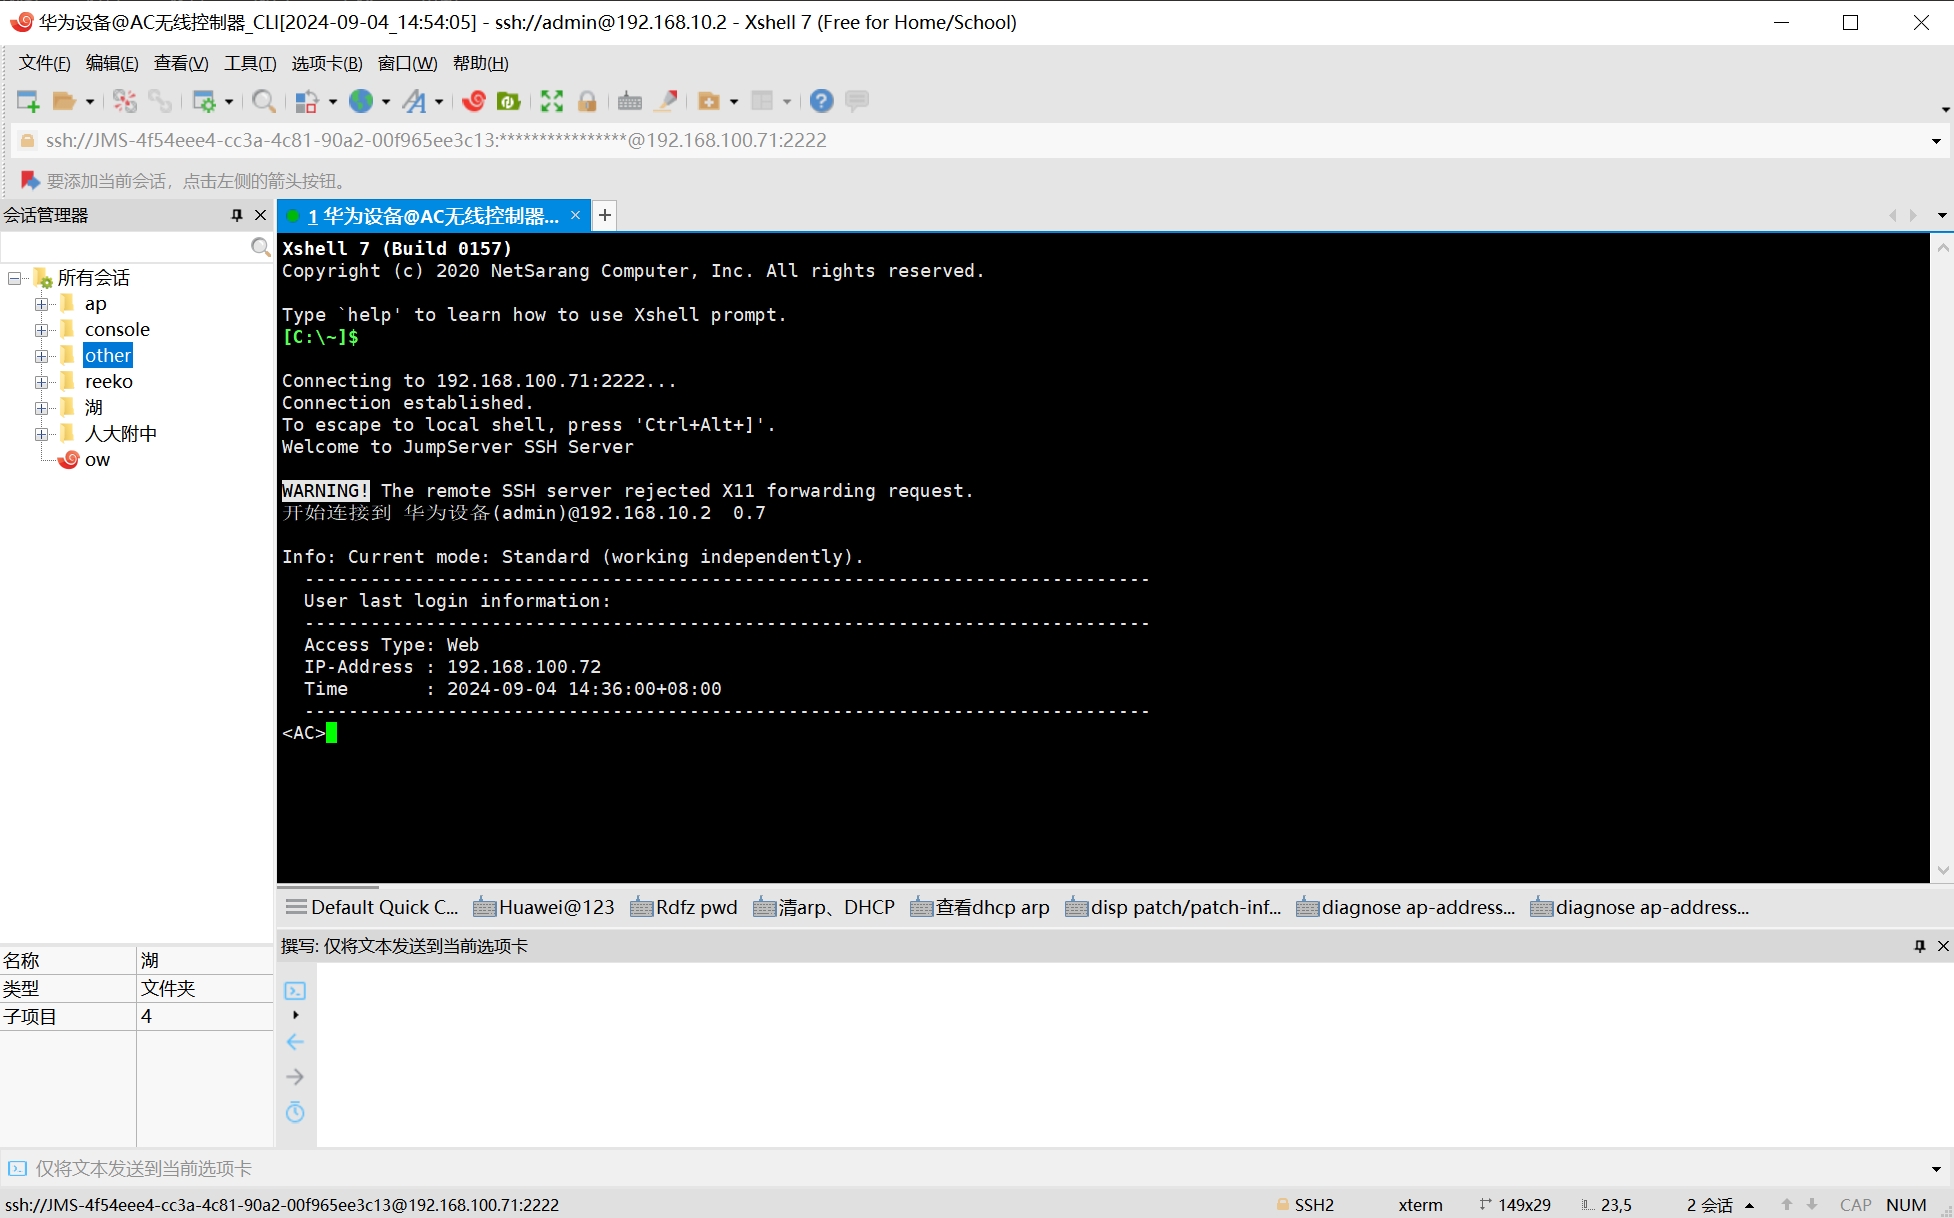 华为设备@AC无线控制器_CLI[2024-09-04_14:54:05] - ssh://admin@192.168.10.2 - Xshell 7 (Free for Home/School)
文件(F) 编辑(E) 查看(V) 工具(T) 选项卡(B) 窗口(W) 帮助(H)
ssh://JMS-4f54eee4-cc3a-4c81-90a2-00f965ee3c13:****************@192.168.100.71:2222
要添加当前会话，点击左侧的箭头按钮。
会话管理器
1 华为设备@AC无线控制器...
所有会话
ap
console
other
reeko
湖
人大附中
ow
Xshell 7 (Build 0157)
Copyright (c) 2020 NetSarang Computer, Inc. All rights reserved.
Type `help' to learn how to use Xshell prompt.
[C:\~]$
Connecting to 192.168.100.71:2222...
Connection established.
To escape to local shell, press 'Ctrl+Alt+]'.
Welcome to JumpServer SSH Server
WARNING! The remote SSH server rejected X11 forwarding request.
开始连接到 华为设备(admin)@192.168.10.2  0.7
Info: Current mode: Standard (working independently).
-----------------------------------------------------------------------------
User last login information:
-----------------------------------------------------------------------------
Access Type: Web
IP-Address : 192.168.100.72
Time       : 2024-09-04 14:36:00+08:00
-----------------------------------------------------------------------------
<AC>
Default Quick C... Huawei@123 Rdfz pwd 清arp、DHCP 查看dhcp arp disp patch/patch-inf... diagnose ap-address... diagnose ap-address...
撰写: 仅将文本发送到当前选项卡
名称 湖
类型 文件夹
子项目 4
仅将文本发送到当前选项卡
ssh://JMS-4f54eee4-cc3a-4c81-90a2-00f965ee3c13@192.168.100.71:2222 SSH2 xterm 149x29 23,5 2 会话 CAP NUM